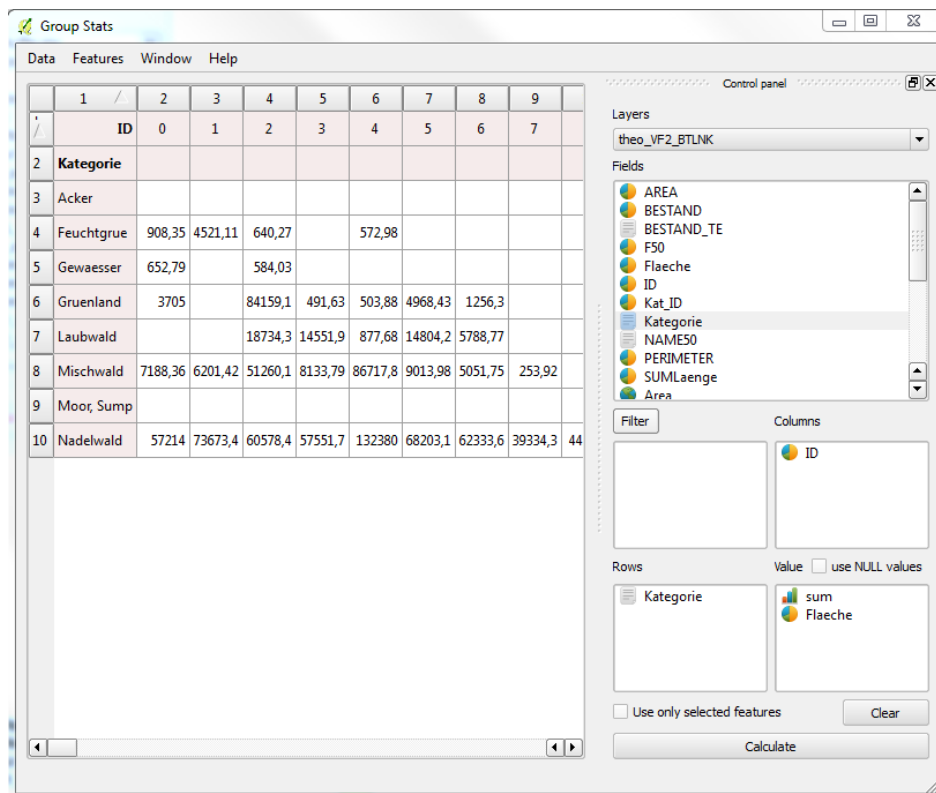 Group Stats
Data Features Window Help
1 2 3 4 5 6 7 8 9
ID 0 1 2 3 4 5 6 7
2 Kategorie
3 Acker
4 Feuchtgrue 908,35 4521,11 640,27 572,98
5 Gewaesser 652,79 584,03
6 Gruenland 3705 84159,1 491,63 503,88 4968,43 1256,3
7 Laubwald 18734,3 14551,9 877,68 14804,2 5788,77
8 Mischwald 7188,36 6201,42 51260,1 8133,79 86717,8 9013,98 5051,75 253,92
9 Moor, Sump
10 Nadelwald 57214 73673,4 60578,4 57551,7 132380 68203,1 62333,6 39334,3 44
Control panel
Layers
theo_VF2_BTLNK
Fields
AREA
BESTAND
BESTAND_TE
F50
Flaeche
ID
Kat_ID
Kategorie
NAME50
PERIMETER
SUMLaenge
Area
Filter Columns
ID
Rows Value use NULL values
Kategorie sum
Flaeche
Use only selected features Clear
Calculate